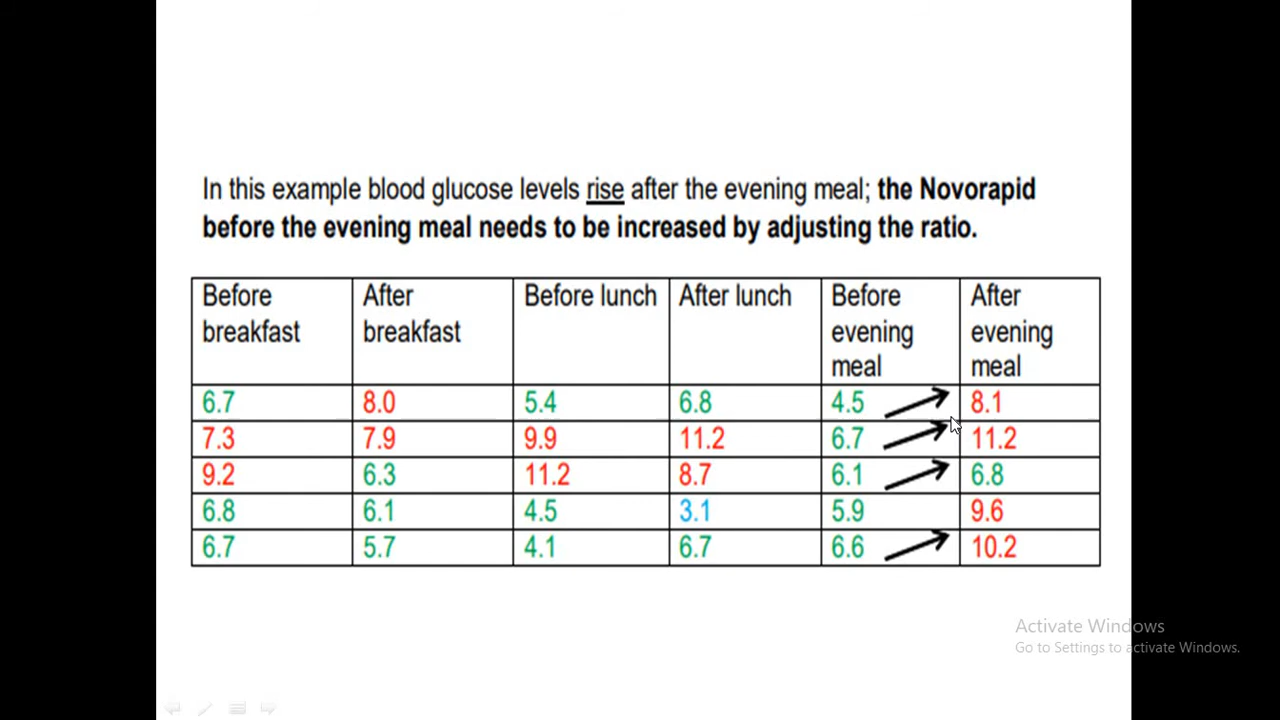 In this example blood glucose levels rise after the evening meal; the Novorapid
before the evening meal needs to be increased by adjusting the ratio.
Before breakfast | After breakfast | Before lunch | After lunch | Before evening meal | After evening meal
6.7 | 8.0 | 5.4 | 6.8 | 4.5 | 8.1
7.3 | 7.9 | 9.9 | 11.2 | 6.7 | 11.2
9.2 | 6.3 | 11.2 | 8.7 | 6.1 | 6.8
6.8 | 6.1 | 4.5 | 3.1 | 5.9 | 9.6
6.7 | 5.7 | 4.1 | 6.7 | 6.6 | 10.2
Activate Windows
Go to Settings to activate Windows.